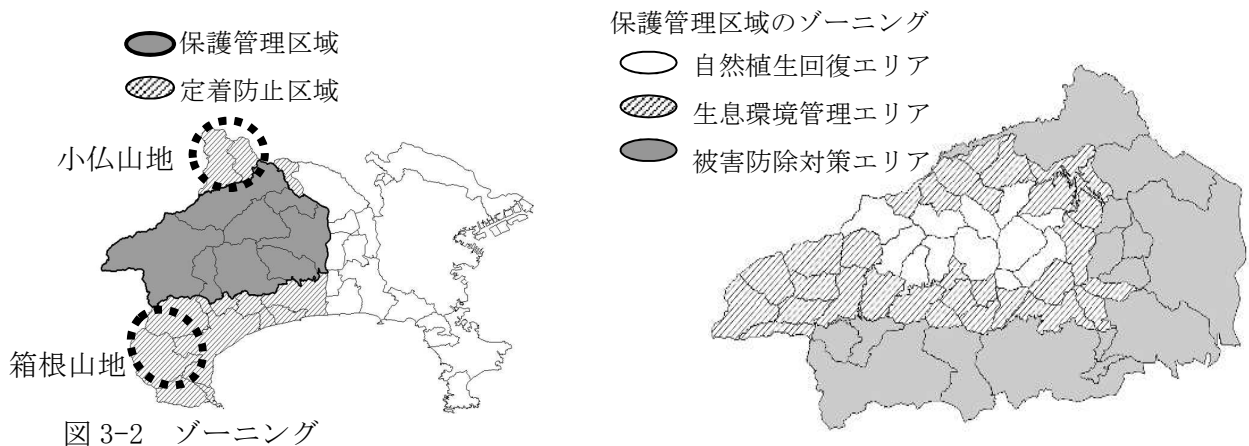 保護管理区域
定着防止区域
小仏山地
箱根山地
図 3-2　ゾーニング
保護管理区域のゾーニング
自然植生回復エリア
生息環境管理エリア
被害防除対策エリア